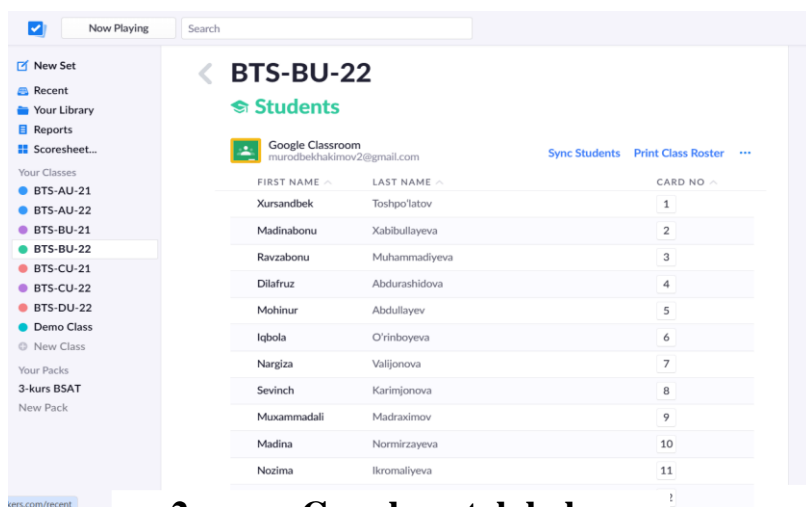 Now Playing
Search
New Set
Recent
Your Library
Reports
Scoresheet...
Your Classes
BTS-AU-21
BTS-AU-22
BTS-BU-21
BTS-BU-22
BTS-CU-21
BTS-CU-22
BTS-DU-22
Demo Class
New Class
Your Packs
3-kurs BSAT
New Pack
kers.com/recent
BTS-BU-22
Students
Google Classroom
murodbekhakimov2@gmail.com
Sync Students Print Class Roster ...
FIRST NAME LAST NAME CARD NO
Xursandbek Toshpo'latov 1
Madinabonu Xabibullayeva 2
Ravzabonu Muhammadiyeva 3
Dilafruz Abdurashidova 4
Mohinur Abdullayev 5
Iqbola O'rinboyeva 6
Nargiza Valijonova 7
Sevinch Karimjonova 8
Muxammadali Madraximov 9
Madina Normirzayeva 10
Nozima Ikromaliyeva 11